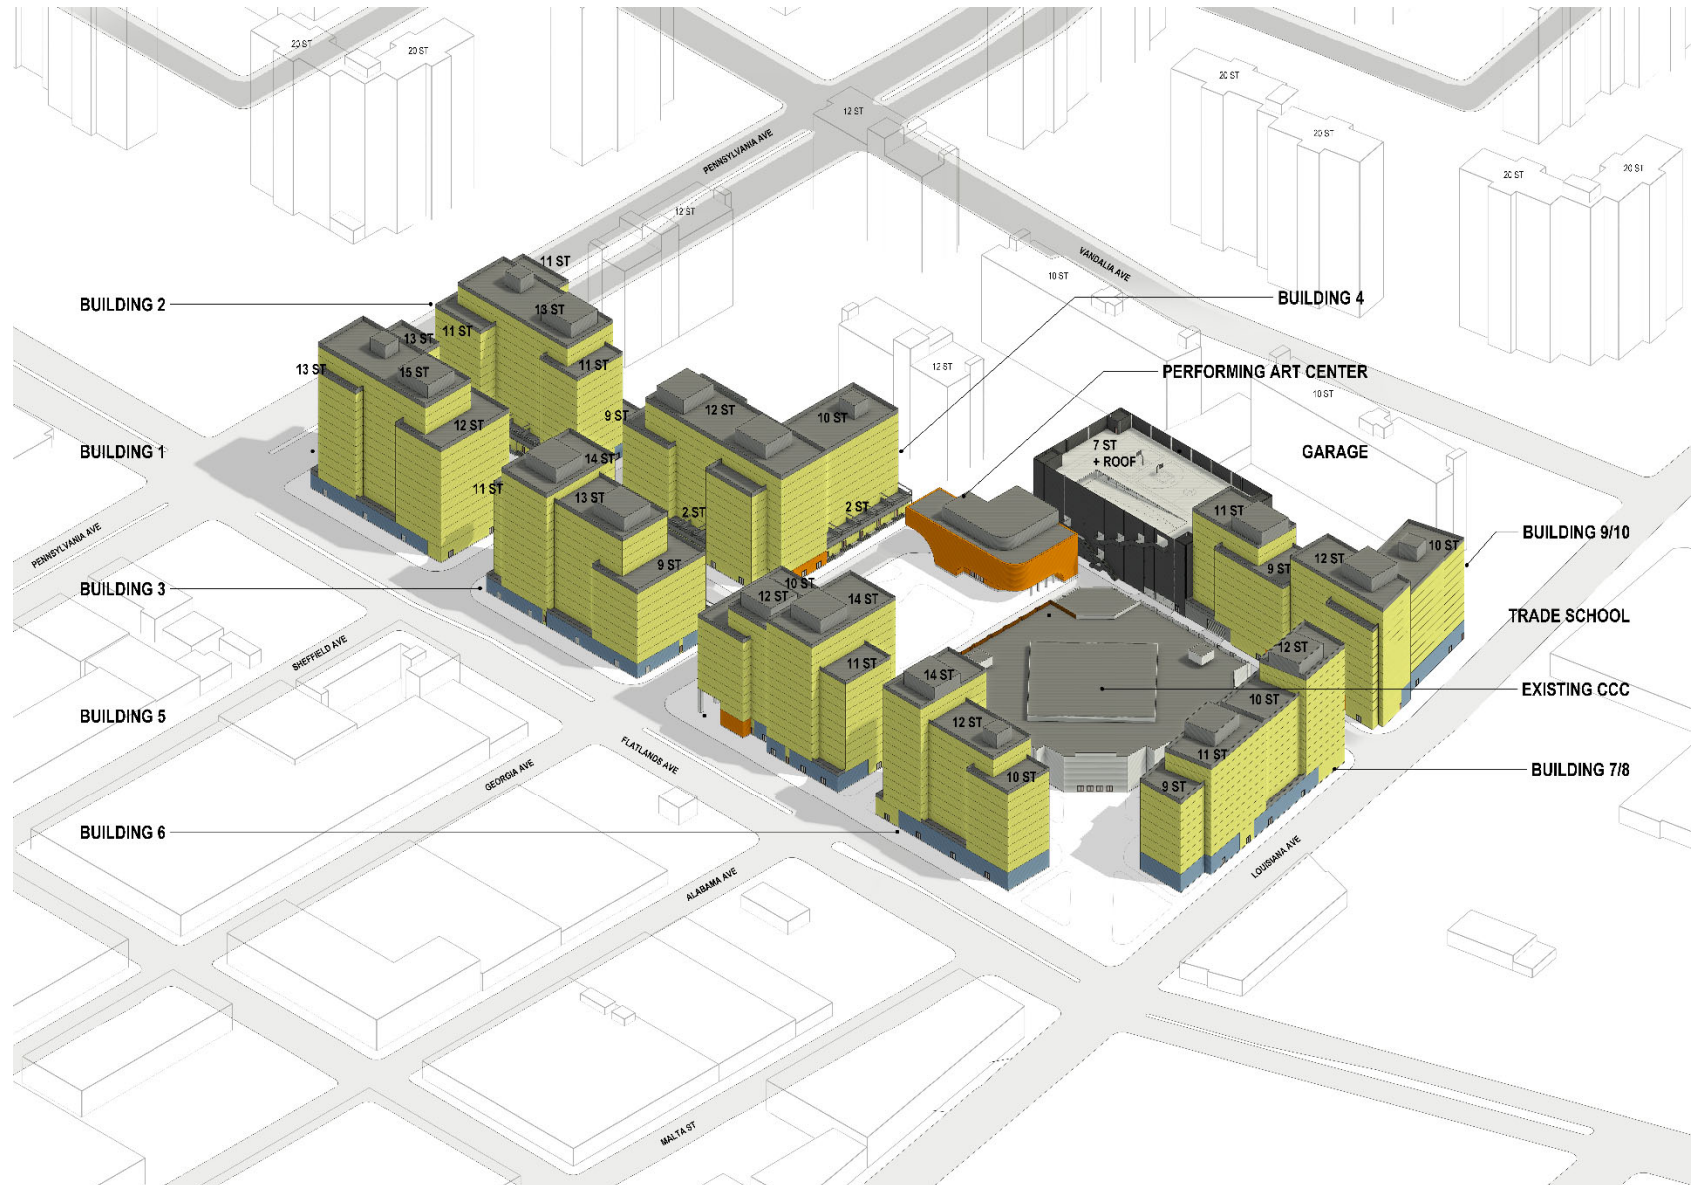 20 ST
20 ST
20 ST
12 ST
20 ST
PENNSYLVANIA AVE
20 ST
20 ST
12 ST
VANDALIA AVE
11 ST
10 ST
BUILDING 2
13 ST
BUILDING 4
11 ST
13 ST
11 ST
12 ST
13 ST
15 ST
PERFORMING ART CENTER
10 ST
12 ST
9 ST
12 ST
10 ST
7 ST
+ ROOF
GARAGE
BUILDING 1
14 ST
11 ST
13 ST
2 ST
2 ST
11 ST
PENNSYLVANIA AVE
BUILDING 9/10
10 ST
12 ST
9 ST
9 ST
BUILDING 3
10 ST
12 ST
14 ST
TRADE SCHOOL
SHEFFIELD AVE
12 ST
11 ST
14 ST
EXISTING CCC
10 ST
BUILDING 5
12 ST
FLATLANDS AVE
11 ST
GEORGIA AVE
10 ST
BUILDING 7/8
9 ST
BUILDING 6
LOUISIANA AVE
ALABAMA AVE
MALTA ST